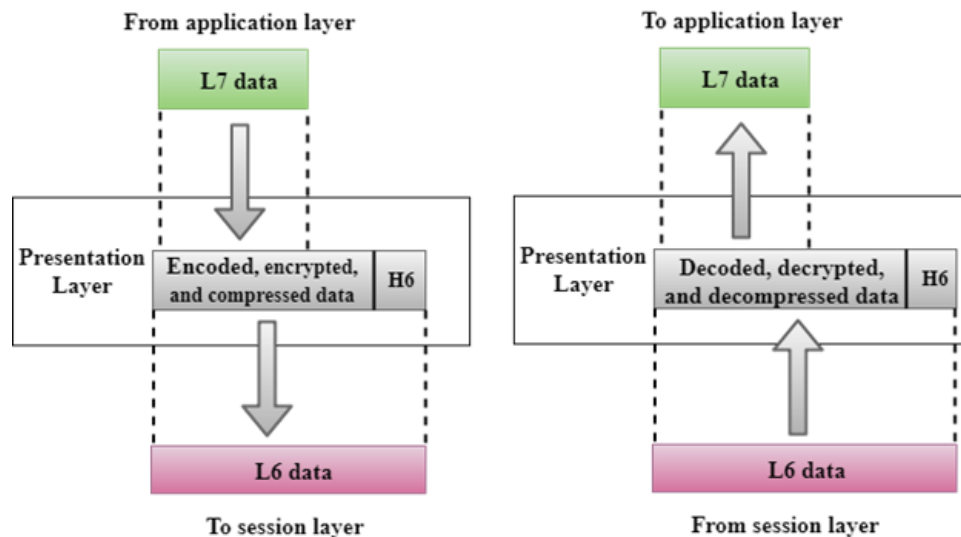 From application layer
L7 data
Presentation
Layer
Encoded, encrypted,
and compressed data
H6
L6 data
To session layer
To application layer
L7 data
Presentation
Layer
Decoded, decrypted,
and decompressed data
H6
L6 data
From session layer